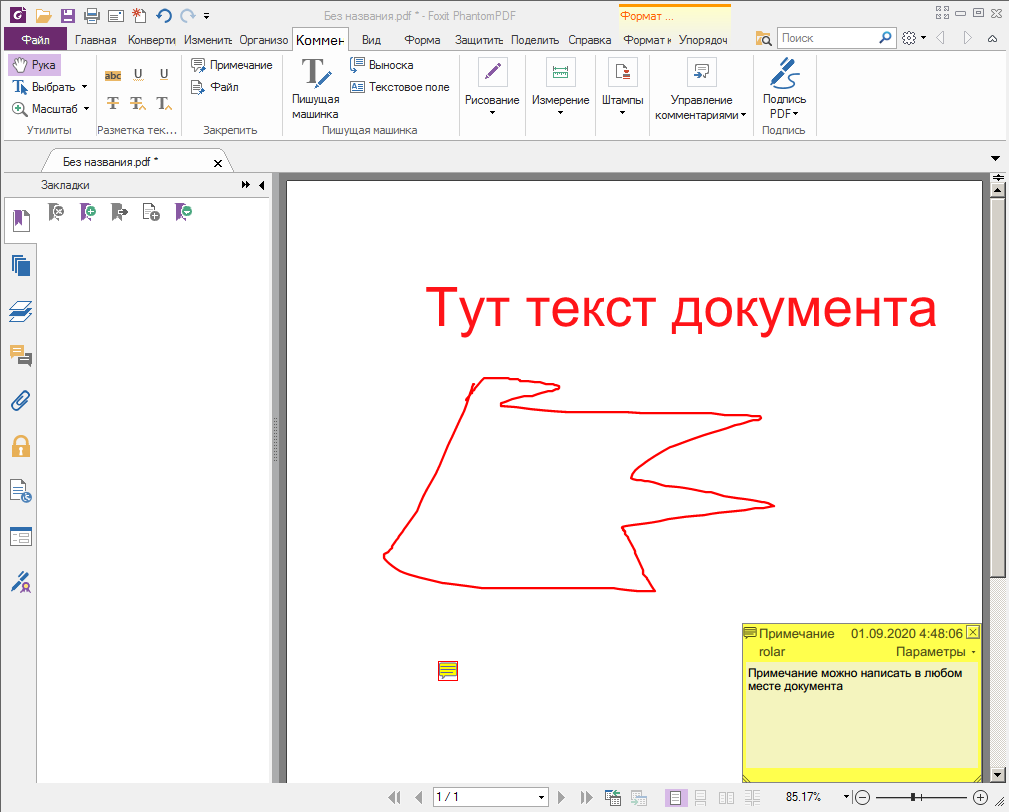 Без названия.pdf * - Foxit PhantomPDF
Формат ...
Файл Главная Конверти Изменить Организо Коммен Вид Форма Защитить Поделить Справка Формат к Упорядоч
Поиск
Рука
Выбрать
Масштаб
Утилиты
abc U U
T T T
Разметка тек...
Примечание
Файл
Закрепить
Пишущая
машинка
Выноска
Текстовое поле
Пишущая машинка
Рисование
Измерение
Штампы
Управление
комментариями
Подпись
PDF
Подпись
Без названия.pdf *
Закладки
Тут текст документа
Примечание 01.09.2020 4:48:06
rolar Параметры
Примечание можно написать в любом
месте документа
1 / 1
85.17%